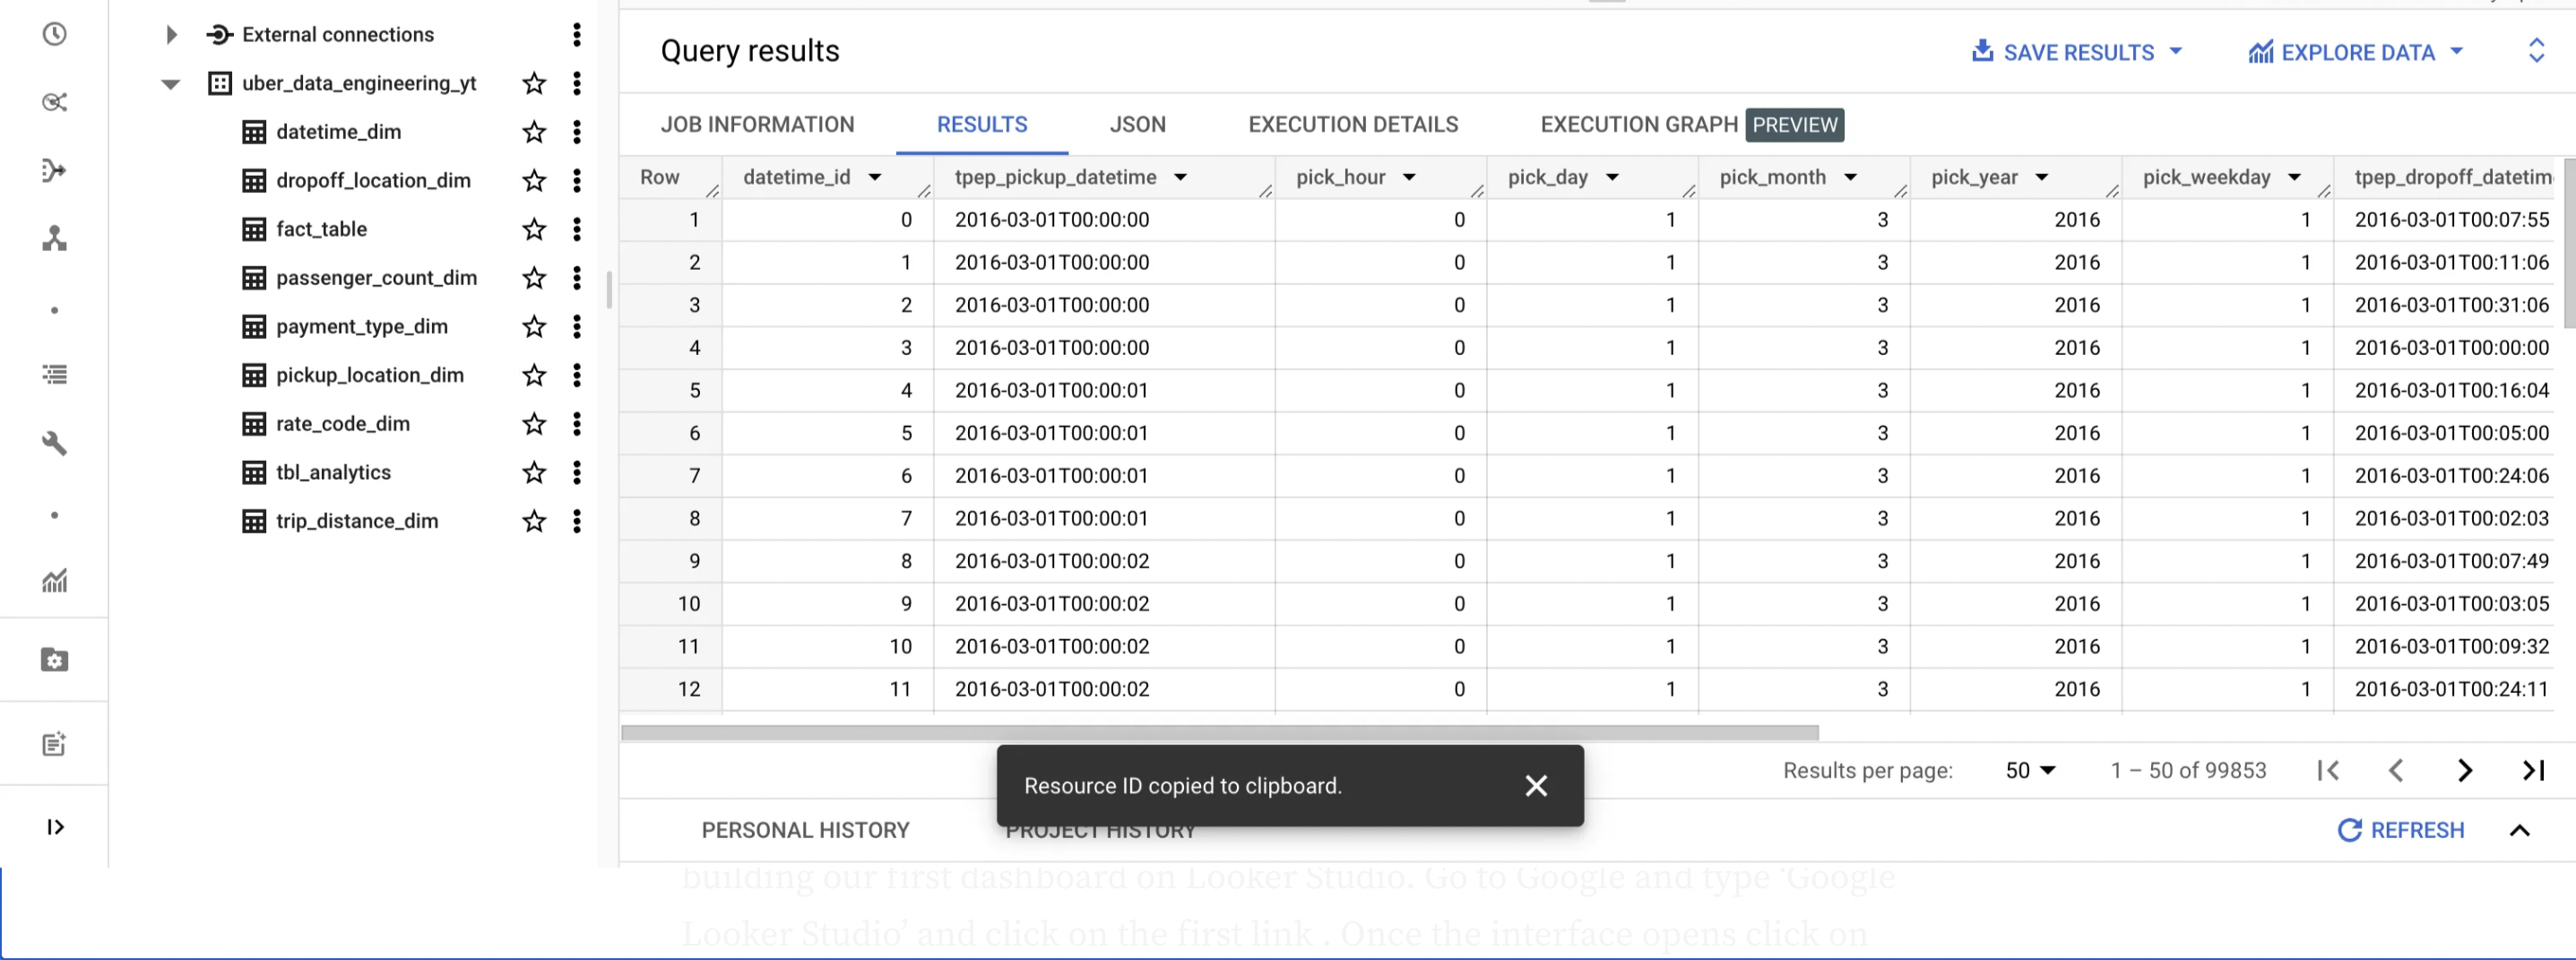 External connections
uber_data_engineering_yt
datetime_dim
dropoff_location_dim
fact_table
passenger_count_dim
payment_type_dim
pickup_location_dim
rate_code_dim
tbl_analytics
trip_distance_dim
Query results
SAVE RESULTS
EXPLORE DATA
JOB INFORMATION RESULTS JSON EXECUTION DETAILS EXECUTION GRAPH PREVIEW
Row datetime_id tpep_pickup_datetime pick_hour pick_day pick_month pick_year pick_weekday tpep_dropoff_datetim
1 0 2016-03-01T00:00:00 0 1 3 2016 1 2016-03-01T00:07:55
2 1 2016-03-01T00:00:00 0 1 3 2016 1 2016-03-01T00:11:06
3 2 2016-03-01T00:00:00 0 1 3 2016 1 2016-03-01T00:31:06
4 3 2016-03-01T00:00:00 0 1 3 2016 1 2016-03-01T00:00:00
5 4 2016-03-01T00:00:01 0 1 3 2016 1 2016-03-01T00:16:04
6 5 2016-03-01T00:00:01 0 1 3 2016 1 2016-03-01T00:05:00
7 6 2016-03-01T00:00:01 0 1 3 2016 1 2016-03-01T00:24:06
8 7 2016-03-01T00:00:01 0 1 3 2016 1 2016-03-01T00:02:03
9 8 2016-03-01T00:00:02 0 1 3 2016 1 2016-03-01T00:07:49
10 9 2016-03-01T00:00:02 0 1 3 2016 1 2016-03-01T00:03:05
11 10 2016-03-01T00:00:02 0 1 3 2016 1 2016-03-01T00:09:32
12 11 2016-03-01T00:00:02 0 1 3 2016 1 2016-03-01T00:24:11
Resource ID copied to clipboard.
Results per page: 50 1 – 50 of 99853
PERSONAL HISTORY PROJECT HISTORY REFRESH
building our first dashboard on Looker Studio. Go to Google and type ‘Google
Looker Studio’ and click on the first link . Once the interface opens click on